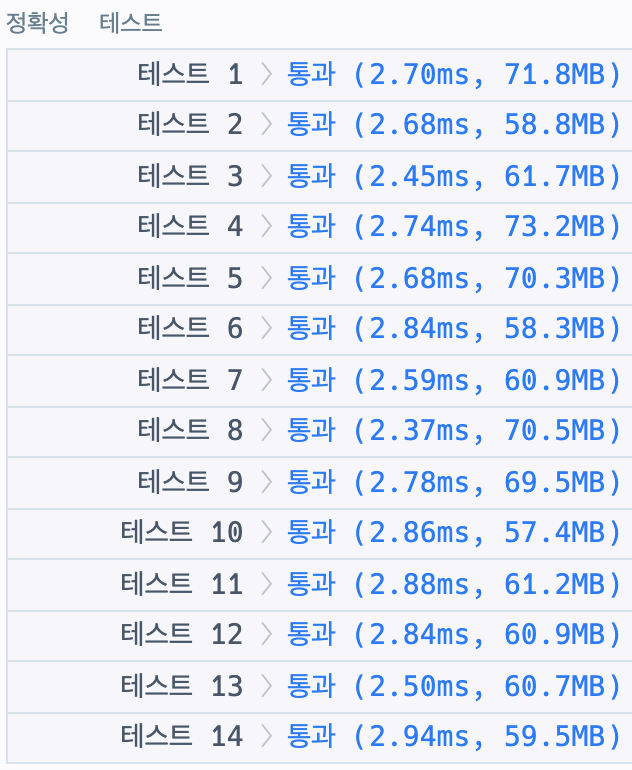 정확성 테스트
테스트 1 > 통과 (2.70ms, 71.8MB)
테스트 2 > 통과 (2.68ms, 58.8MB)
테스트 3 > 통과 (2.45ms, 61.7MB)
테스트 4 > 통과 (2.74ms, 73.2MB)
테스트 5 > 통과 (2.68ms, 70.3MB)
테스트 6 > 통과 (2.84ms, 58.3MB)
테스트 7 > 통과 (2.59ms, 60.9MB)
테스트 8 > 통과 (2.37ms, 70.5MB)
테스트 9 > 통과 (2.78ms, 69.5MB)
테스트 10 > 통과 (2.86ms, 57.4MB)
테스트 11 > 통과 (2.88ms, 61.2MB)
테스트 12 > 통과 (2.84ms, 60.9MB)
테스트 13 > 통과 (2.50ms, 60.7MB)
테스트 14 > 통과 (2.94ms, 59.5MB)